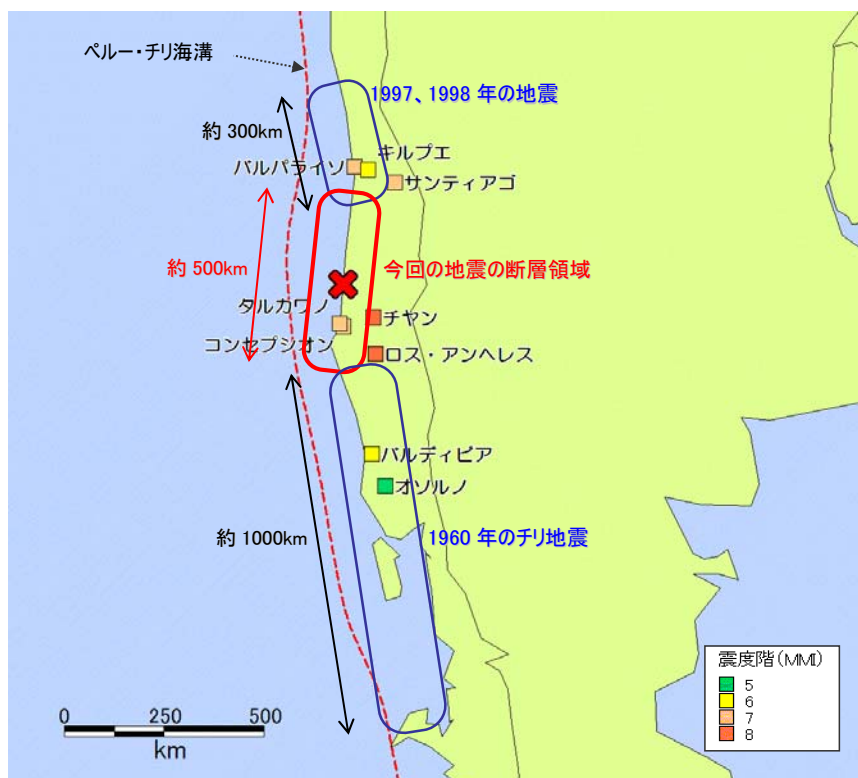 ペルー・チリ海溝
1997、1998 年の地震
約 300km
キルプエ
バルパライソ
サンティアゴ
約 500km
今回の地震の断層領域
タルカワノ
チヤン
コンセプシオン
ロス・アンヘレス
バルディビア
オソルノ
約 1000km
1960 年のチリ地震
震度階(MMI)
5
6
7
8
0 250 500
km